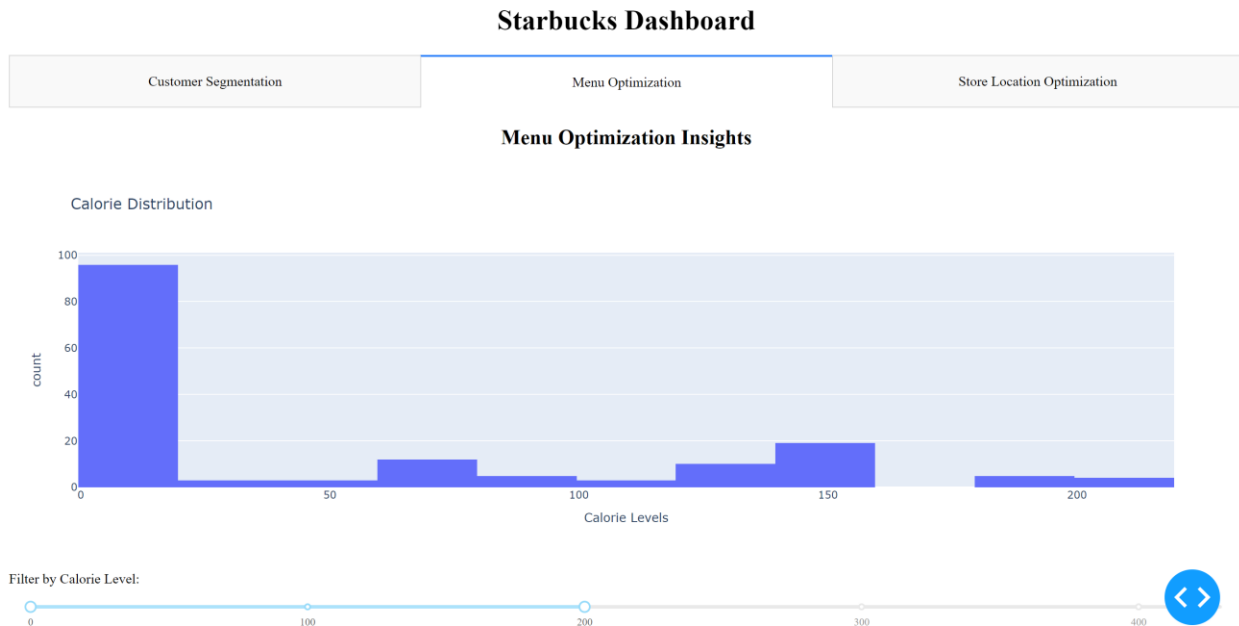 Starbucks Dashboard
Customer Segmentation
Menu Optimization
Store Location Optimization
Menu Optimization Insights
Calorie Distribution
100
80
60
40
20
0
count
0 50 100 150 200
Calorie Levels
Filter by Calorie Level:
0 100 200 300 400